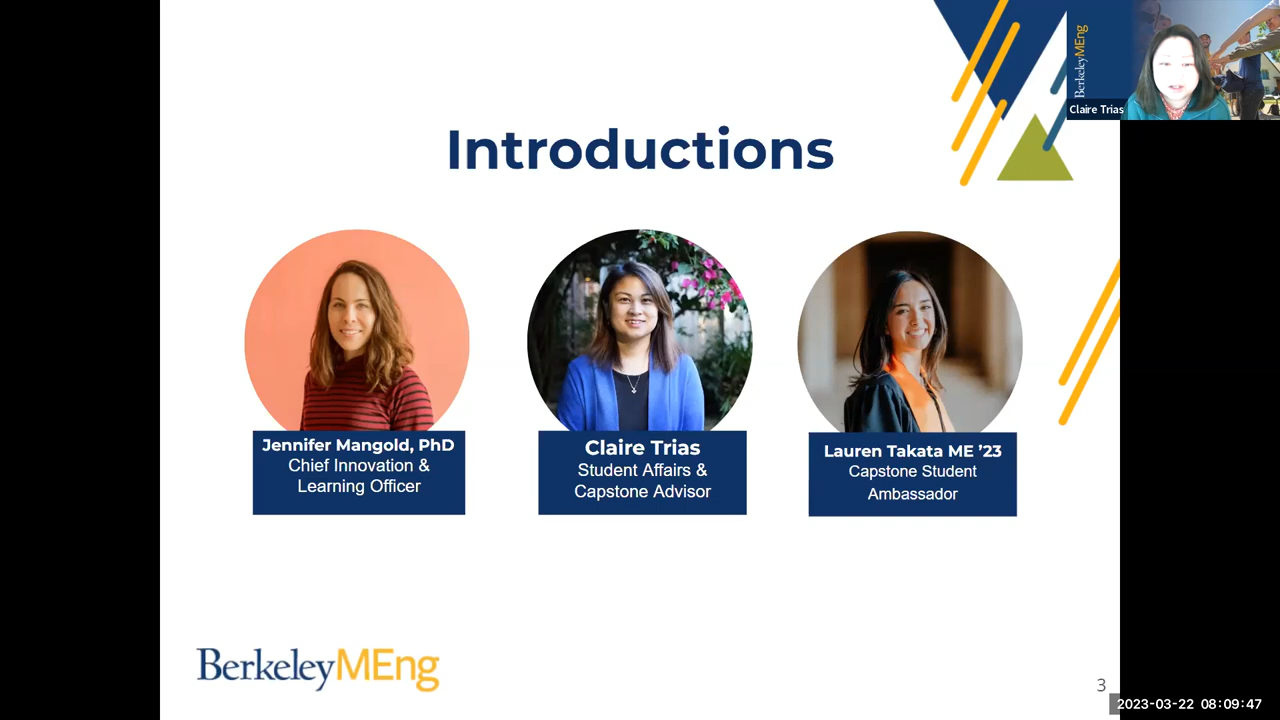 BerkeleyMEng
Claire Trias
Introductions
Jennifer Mangold, PhD
Chief Innovation &
Learning Officer
Claire Trias
Student Affairs &
Capstone Advisor
Lauren Takata ME ’23
Capstone Student
Ambassador
BerkeleyMEng
3
2023-03-22 08:09:47